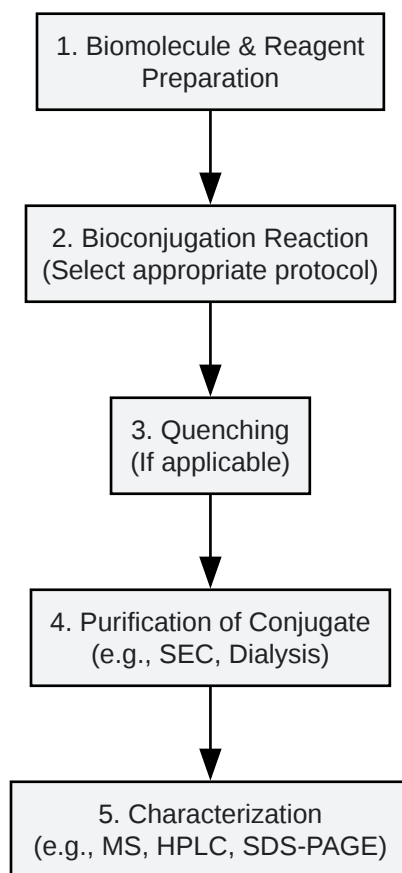 1. Biomolecule & Reagent
Preparation
2. Bioconjugation Reaction
(Select appropriate protocol)
3. Quenching
(If applicable)
4. Purification of Conjugate
(e.g., SEC, Dialysis)
5. Characterization
(e.g., MS, HPLC, SDS-PAGE)